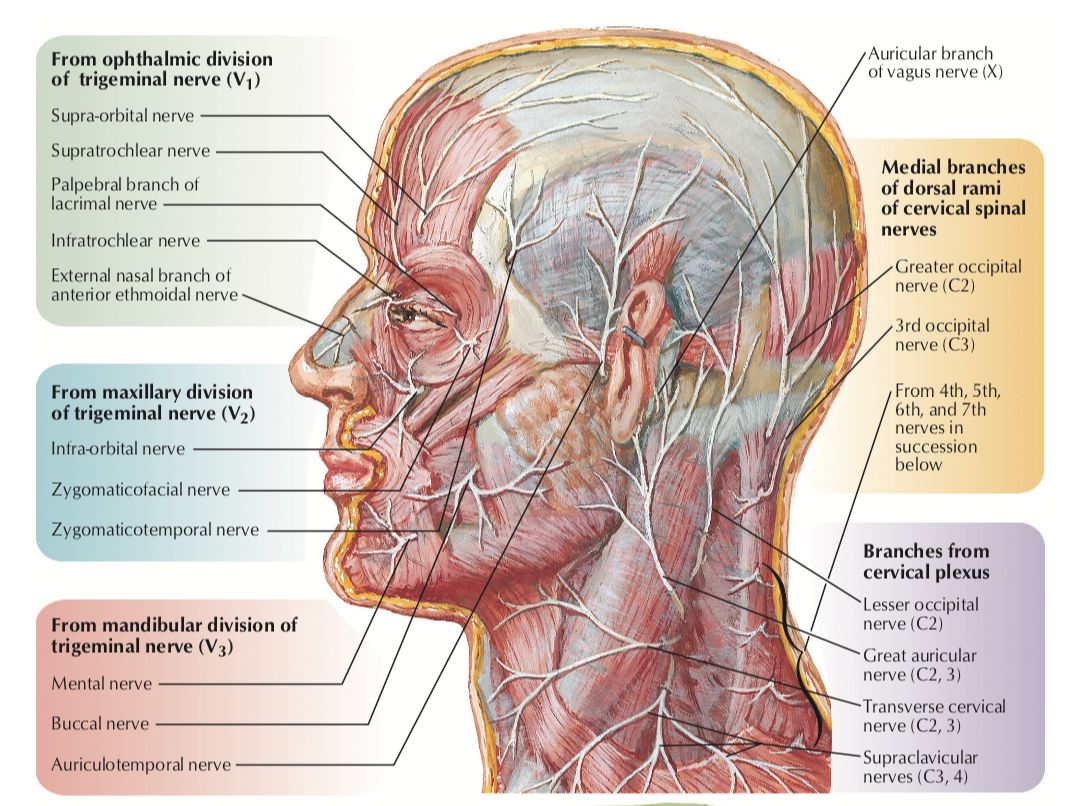 From ophthalmic division
of trigeminal nerve (V1)
Supra-orbital nerve
Supratrochlear nerve
Palpebral branch of
lacrimal nerve
Infratrochlear nerve
External nasal branch of
anterior ethmoidal nerve
From maxillary division
of trigeminal nerve (V2)
Infra-orbital nerve
Zygomaticofacial nerve
Zygomaticotemporal nerve
From mandibular division of
trigeminal nerve (V3)
Mental nerve
Buccal nerve
Auriculotemporal nerve
Auricular branch
of vagus nerve (X)
Medial branches
of dorsal rami
of cervical spinal
nerves
Greater occipital
nerve (C2)
3rd occipital
nerve (C3)
From 4th, 5th,
6th, and 7th
nerves in
succession
below
Branches from
cervical plexus
Lesser occipital
nerve (C2)
Great auricular
nerve (C2, 3)
Transverse cervical
nerve (C2, 3)
Supraclavicular
nerves (C3, 4)